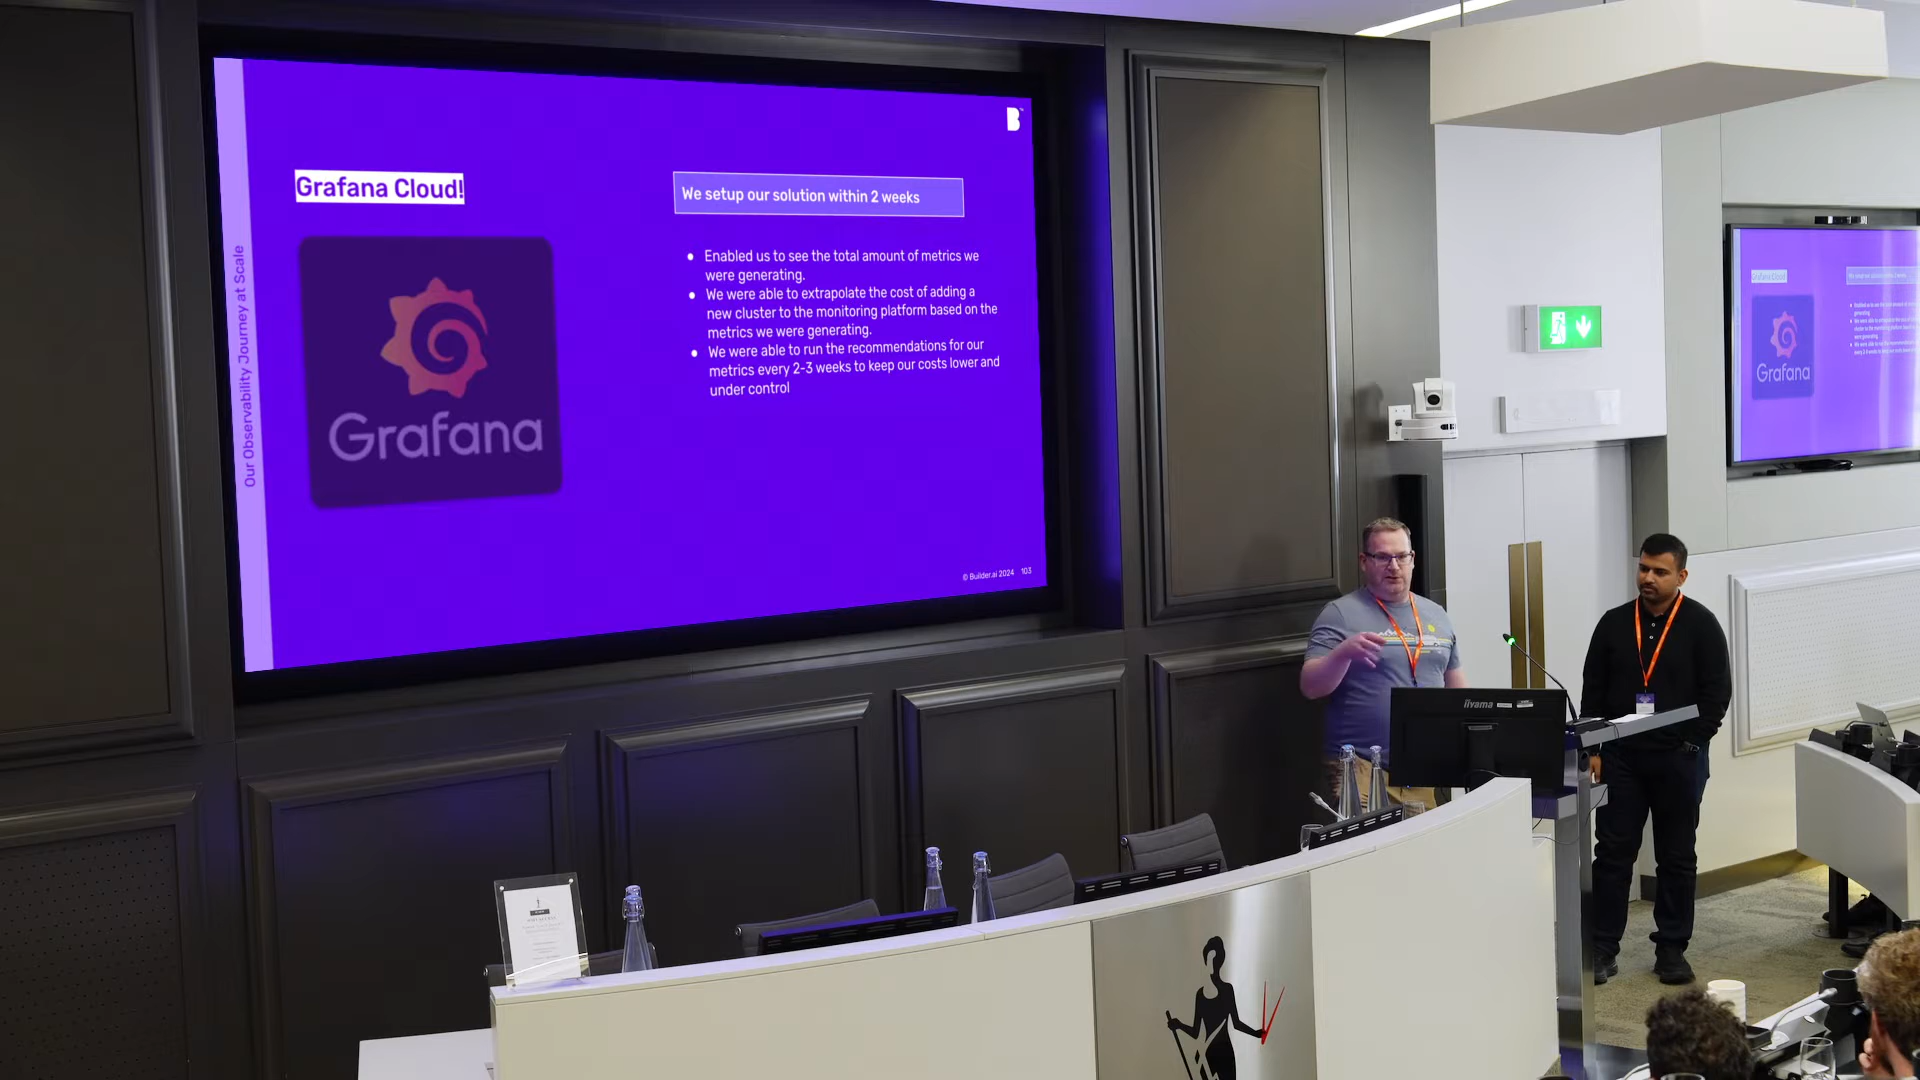 Our Observability Journey at Scale
Grafana Cloud!
Grafana
We setup our solution within 2 weeks
Enabled us to see the total amount of metrics we
were generating.
We were able to extrapolate the cost of adding a
new cluster to the monitoring platform based on the
metrics we were generating.
We were able to run the recommendations for our
metrics every 2-3 weeks to keep our costs lower and
under control
© Builder.ai 2024 103
Grafana
iiyama